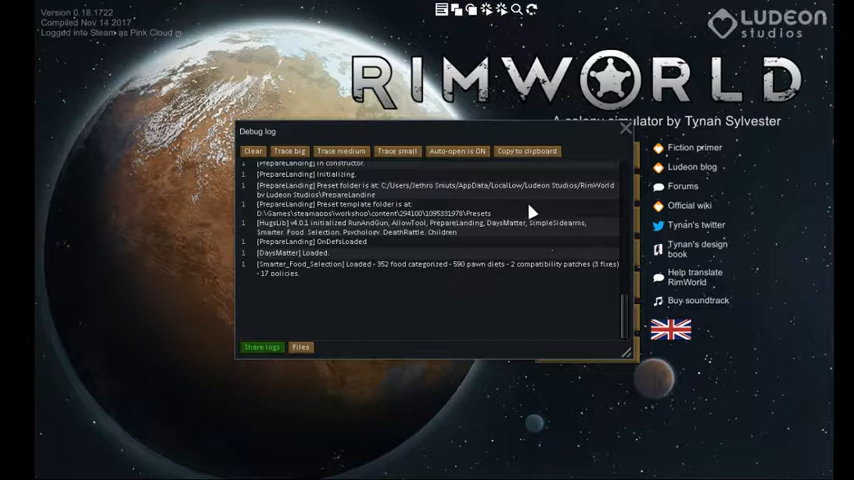 Version 0.18.1722
Compiled Nov 14 2017
Logged into Steam as Pink Cloud
LUDEON
studios
RIMWORLD
A colony simulator by Tynan Sylvester
Debug log
Clear
Trace big
Trace medium
Trace small
Auto-open is ON
Copy to clipboard
1 [PrepareLanding] In constructor.
1 [PrepareLanding] Initializing.
1 [PrepareLanding] Preset folder is at: C:/Users/Jethro Smuts/AppData/LocalLow/Ludeon Studios/RimWorld
by Ludeon Studios\PrepareLanding
1 [PrepareLanding] Preset template folder is at:
D:\Games\steamapps\workshop\content\294100\1095331978\Presets
1 [HugsLib] v4.0.1 initialized RunAndGun, AllowTool, PrepareLanding, DaysMatter, SimpleSidearms,
Smarter_Food_Selection, Psychology, DeathRattle, Children
1 [PrepareLanding] OnDefsLoaded
1 [DaysMatter] Loaded.
1 [Smarter_Food_Selection] Loaded - 352 food categorized - 590 pawn diets - 2 compatibility patches (3 fixes)
- 17 policies.
Share logs
Files
Fiction primer
Ludeon blog
Forums
Official wiki
Tynan's twitter
Tynan's design
book
Help translate
RimWorld
Buy soundtrack